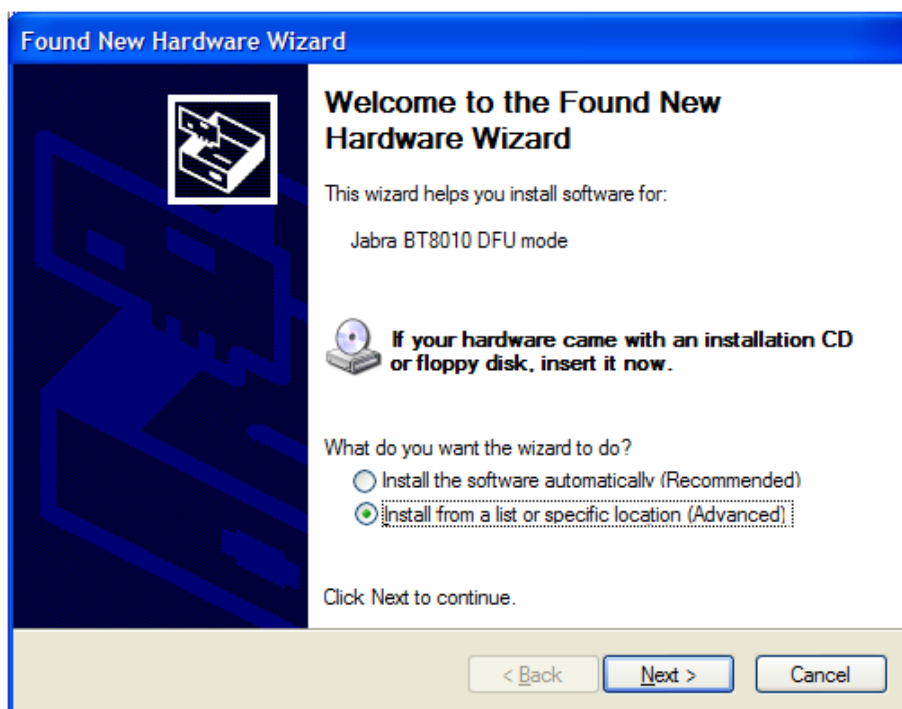 Found New Hardware Wizard
Welcome to the Found New
Hardware Wizard
This wizard helps you install software for:
Jabra BT8010 DFU mode
If your hardware came with an installation CD
or floppy disk, insert it now.
What do you want the wizard to do?
Install the software automatically (Recommended)
Install from a list or specific location (Advanced)
Click Next to continue.
< Back
Next >
Cancel